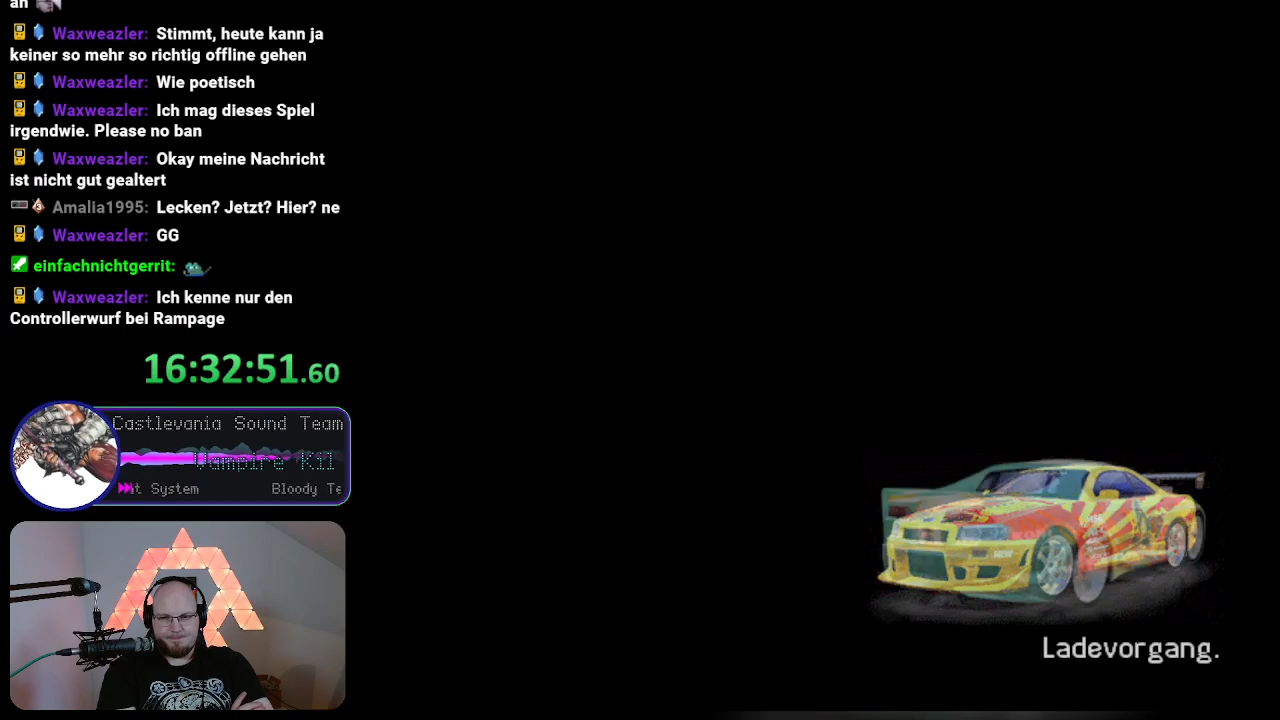 an
Waxweazler: Stimmt, heute kann ja
keiner so mehr so richtig offline gehen
Waxweazler: Wie poetisch
Waxweazler: Ich mag dieses Spiel
irgendwie. Please no ban
Waxweazler: Okay meine Nachricht
ist nicht gut gealtert
Amalia1995: Lecken? Jetzt? Hier? ne
Waxweazler: GG
einfachnichtgerrit:
Waxweazler: Ich kenne nur den
Controllerwurf bei Rampage
16:32:51.60
Castlevania Sound Team
Vampire Kil
t System Bloody Te
Ladevorgang.